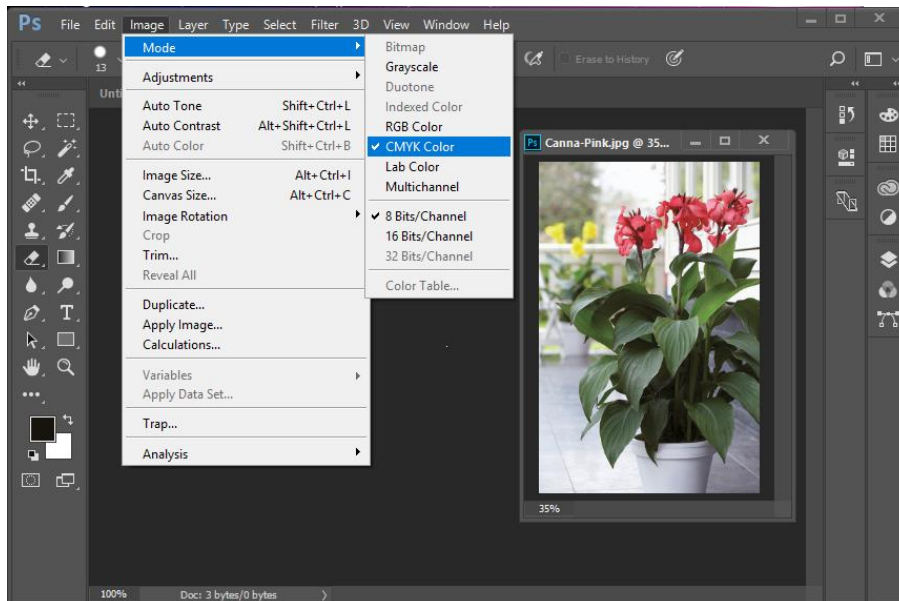 Ps File Edit Image Layer Type Select Filter 3D View Window Help
13
Erase to History
Mode
Adjustments
Auto Tone Shift+Ctrl+L
Auto Contrast Alt+Shift+Ctrl+L
Auto Color Shift+Ctrl+B
Image Size... Alt+Ctrl+I
Canvas Size... Alt+Ctrl+C
Image Rotation
Crop
Trim...
Reveal All
Duplicate...
Apply Image...
Calculations...
Variables
Apply Data Set...
Trap...
Analysis
Bitmap
Grayscale
Duotone
Indexed Color
RGB Color
CMYK Color
Lab Color
Multichannel
8 Bits/Channel
16 Bits/Channel
32 Bits/Channel
Color Table...
Unti
Ps Canna-Pink.jpg @ 35...
35%
T
100% Doc: 3 bytes/0 bytes